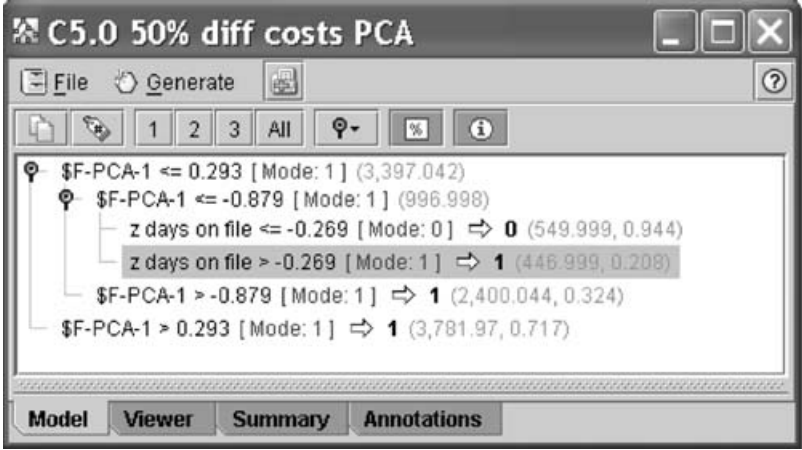 C5.0 50% diff costs PCA
File Generate
1 2 3 All %
$F-PCA-1 <= 0.293 [Mode: 1] (3,397.042)
$F-PCA-1 <= -0.879 [Mode: 1] (996.998)
z days on file <= -0.269 [Mode: 0] ⇨ 0 (549.999, 0.944)
z days on file > -0.269 [Mode: 1] ⇨ 1 (446.999, 0.208)
$F-PCA-1 > -0.879 [Mode: 1] ⇨ 1 (2,400.044, 0.324)
$F-PCA-1 > 0.293 [Mode: 1] ⇨ 1 (3,781.97, 0.717)
Model Viewer Summary Annotations